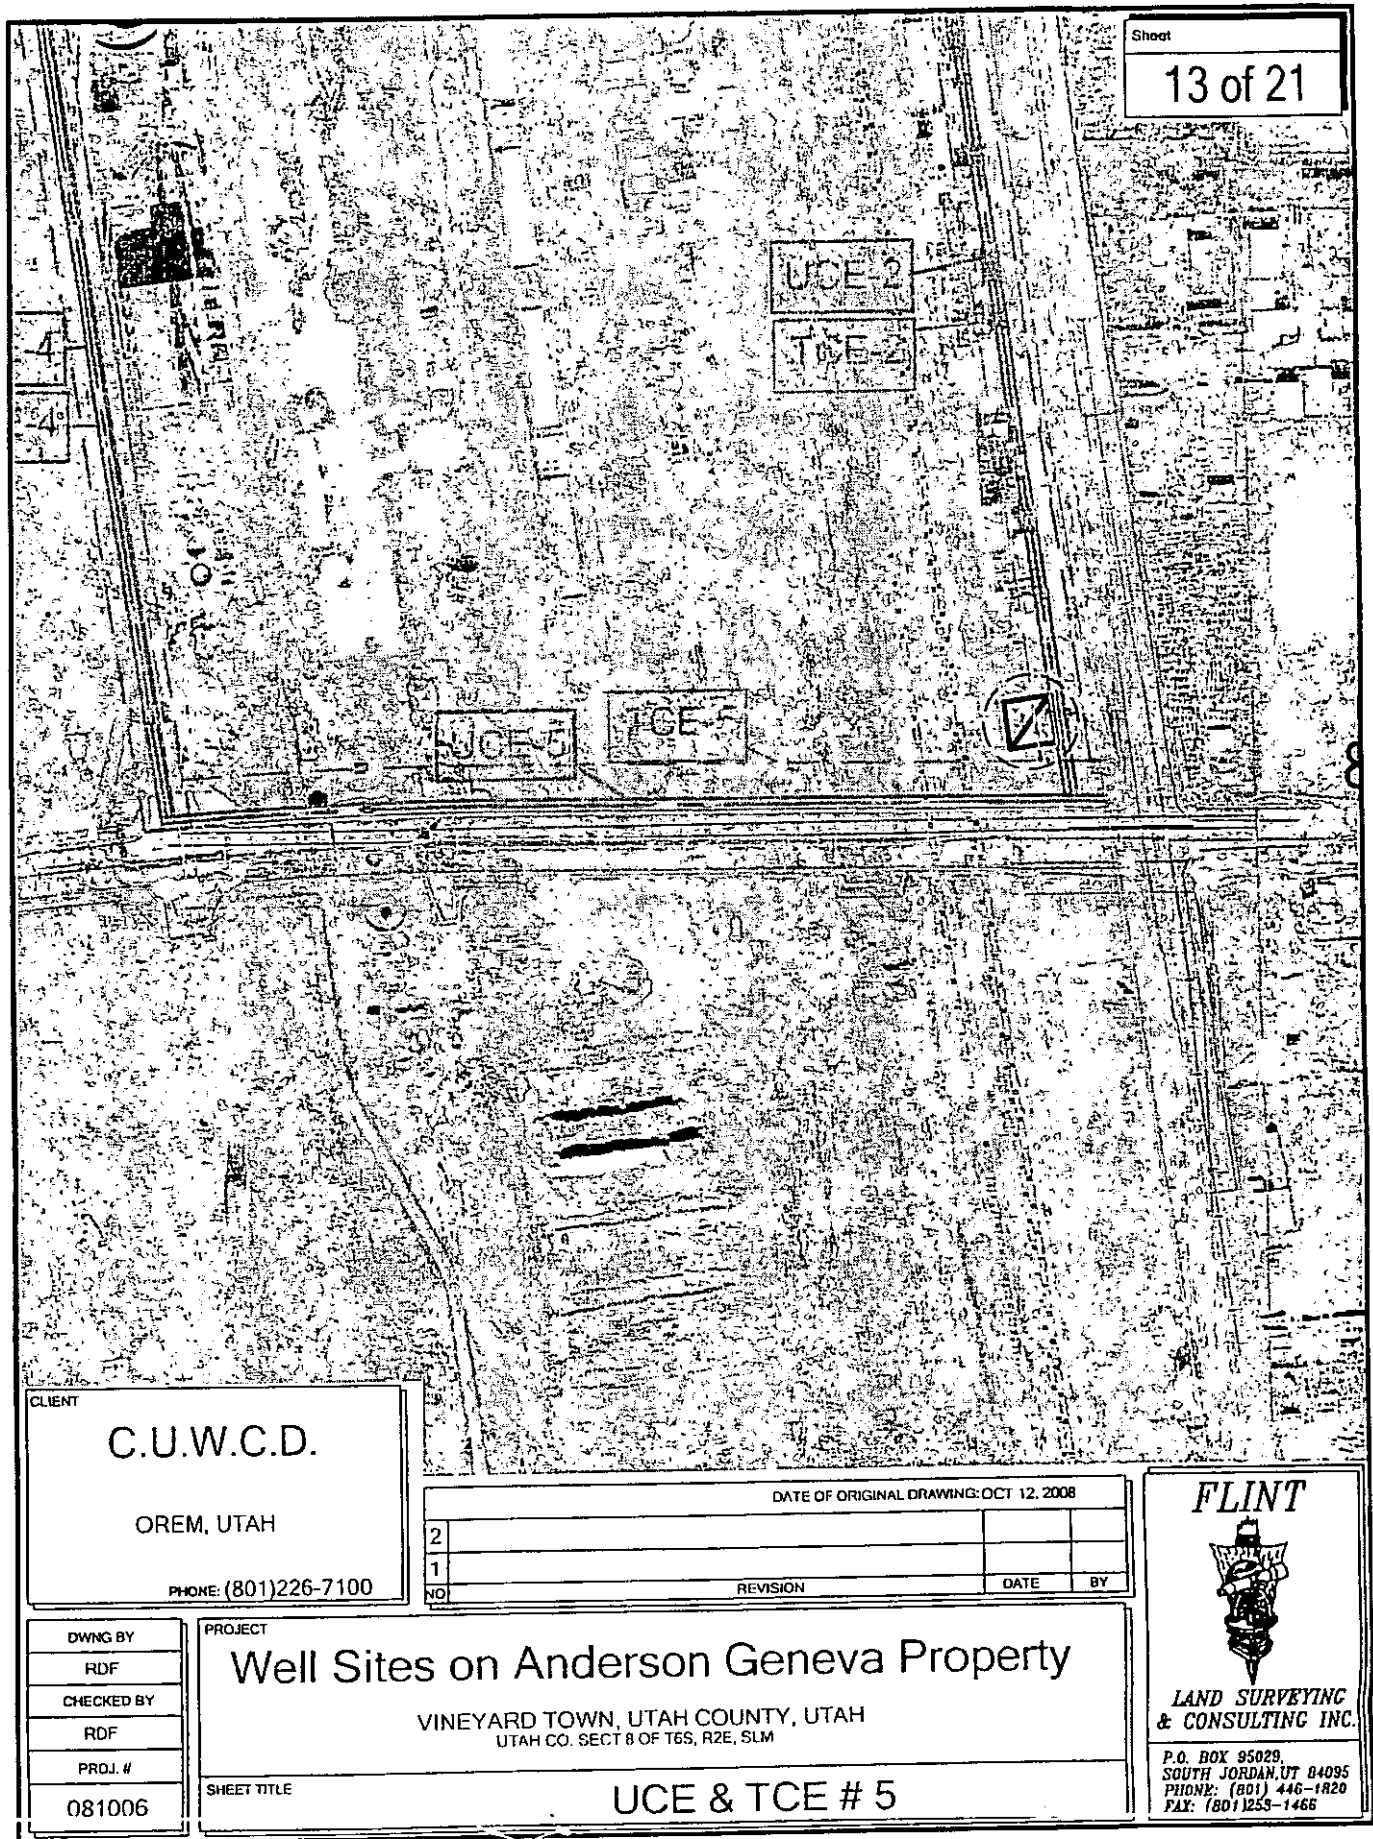 Sheet
13 of 21
UCE-2
TCE-2
4
4
UCE-5
TCE-5
8
CLIENT
C.U.W.C.D.
OREM, UTAH
PHONE: (801)226-7100
DATE OF ORIGINAL DRAWING: OCT 12, 2008
2
1
NO
REVISION
DATE
BY
DWNG BY
RDF
CHECKED BY
RDF
PROJ. #
081006
PROJECT
Well Sites on Anderson Geneva Property
VINEYARD TOWN, UTAH COUNTY, UTAH
UTAH CO. SECT 8 OF T6S, R2E, SLM
SHEET TITLE
UCE & TCE # 5
FLINT
LAND SURVEYING
& CONSULTING INC.
P.O. BOX 95029,
SOUTH JORDAN, UT 84095
PHONE: (801) 446-1820
FAX: (801)253-1466